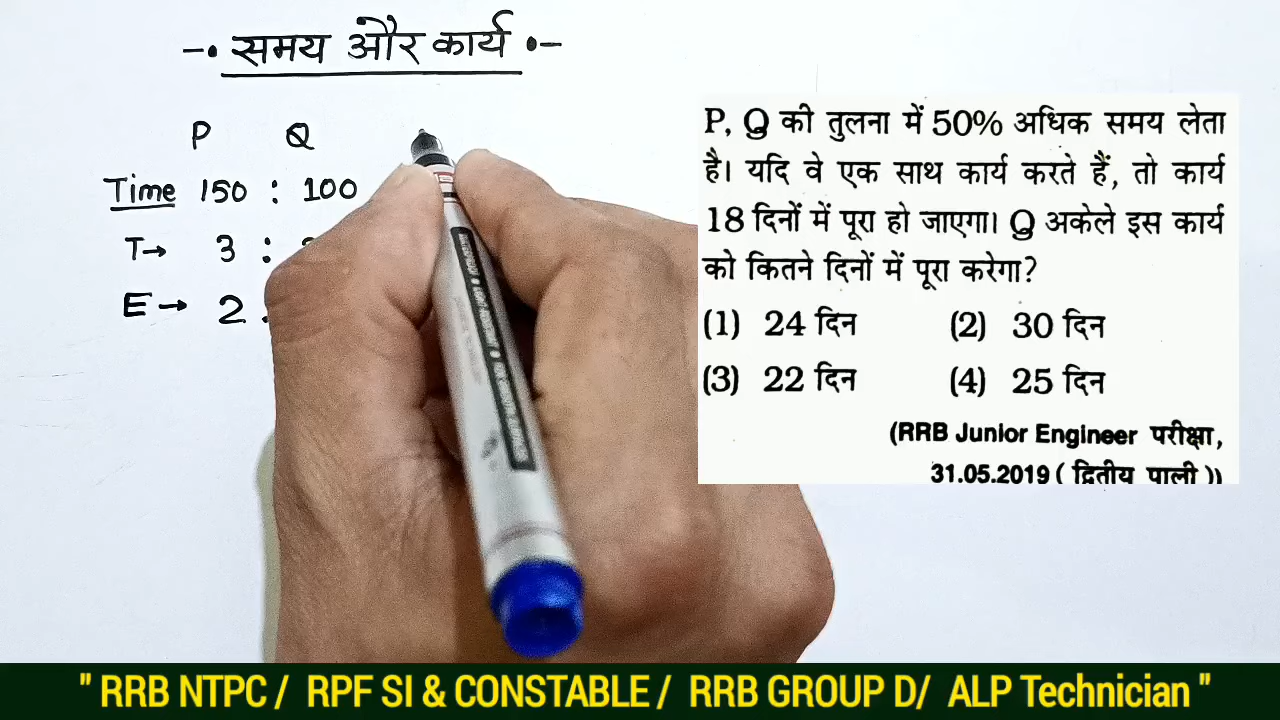 समय और कार्य
P Q
Time 150 : 100
T→ 3 :
E→ 2
P, Q की तुलना में 50% अधिक समय लेता
है। यदि वे एक साथ कार्य करते हैं, तो कार्य
18 दिनों में पूरा हो जाएगा। Q अकेले इस कार्य
को कितने दिनों में पूरा करेगा?
(1) 24 दिन (2) 30 दिन
(3) 22 दिन (4) 25 दिन
(RRB Junior Engineer परीक्षा,
31.05.2019 ( द्वितीय पाली ))
" RRB NTPC / RPF SI & CONSTABLE / RRB GROUP D/ ALP Technician "